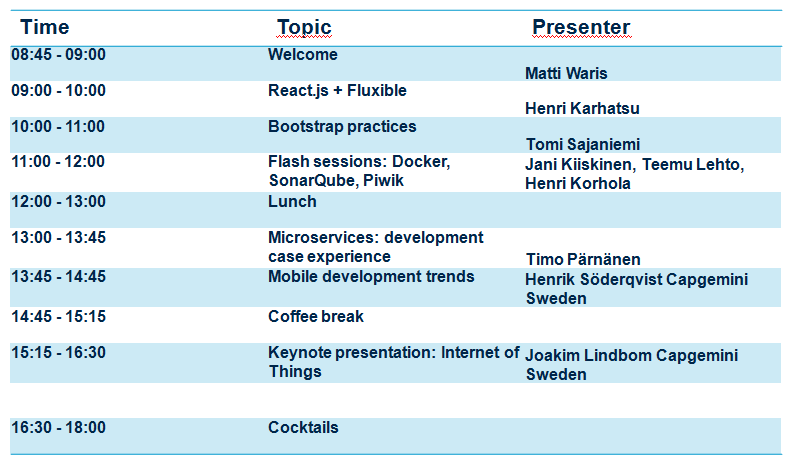 Time Topic Presenter
08:45 - 09:00 Welcome
Matti Waris
09:00 - 10:00 React.js + Fluxible
Henri Karhatsu
10:00 - 11:00 Bootstrap practices
Tomi Sajaniemi
11:00 - 12:00 Flash sessions: Docker, Jani Kiiskinen, Teemu Lehto,
SonarQube, Piwik Henri Korhola
12:00 - 13:00 Lunch
13:00 - 13:45 Microservices: development
case experience Timo Pärnänen
13:45 - 14:45 Mobile development trends Henrik Söderqvist Capgemini
Sweden
14:45 - 15:15 Coffee break
15:15 - 16:30 Keynote presentation: Internet of Joakim Lindbom Capgemini
Things Sweden
16:30 - 18:00 Cocktails